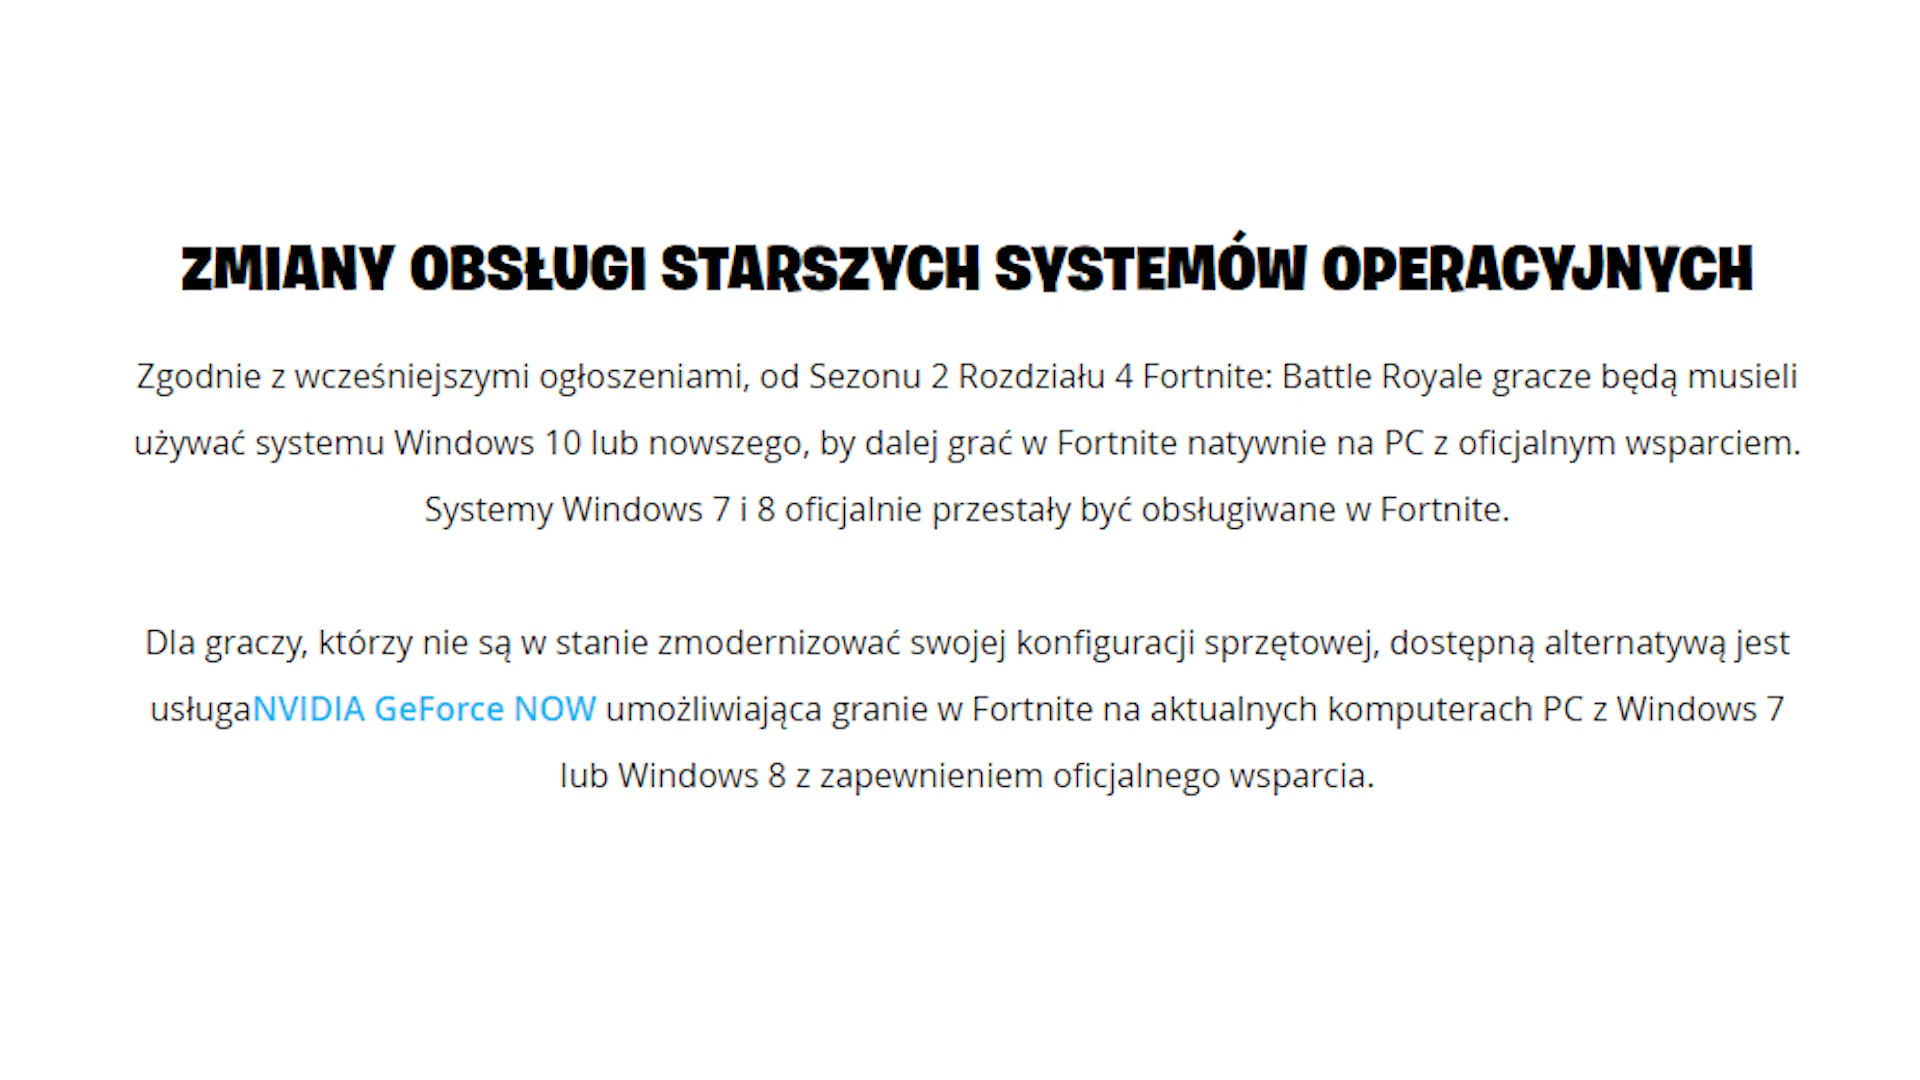 ZMIANY OBSŁUGI STARSZYCH SYSTEMÓW OPERACYJNYCH
Zgodnie z wcześniejszymi ogłoszeniami, od Sezonu 2 Rozdziału 4 Fortnite: Battle Royale gracze będą musieli
używać systemu Windows 10 lub nowszego, by dalej grać w Fortnite natywnie na PC z oficjalnym wsparciem.
Systemy Windows 7 i 8 oficjalnie przestały być obsługiwane w Fortnite.
Dla graczy, którzy nie są w stanie zmodernizować swojej konfiguracji sprzętowej, dostępną alternatywą jest
usługaNVIDIA GeForce NOW umożliwiająca granie w Fortnite na aktualnych komputerach PC z Windows 7
lub Windows 8 z zapewnieniem oficjalnego wsparcia.